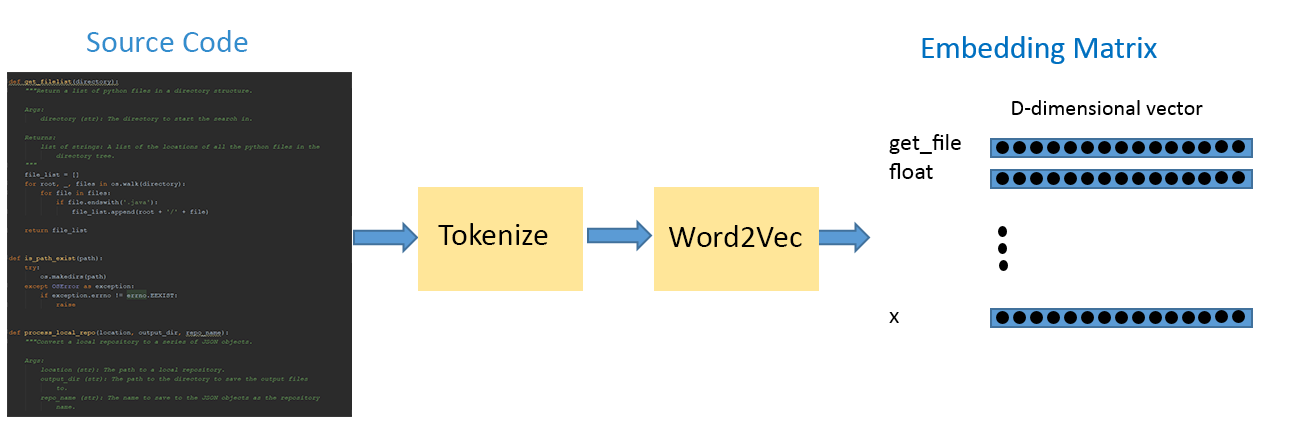 Source Code
def get_filelist(directory):
"""Return a list of python files in a directory structure.
Args:
directory (str): The directory to start the search in.
Returns:
list of strings: A list of the locations of all the python files in the
directory tree.
"""
file_list = []
for root, _, files in os.walk(directory):
for file in files:
if file.endswith('.java'):
file_list.append(root + '/' + file)
return file_list
def is_path_exist(path):
try:
os.makedirs(path)
except OSError as exception:
if exception.errno != errno.EEXIST:
raise
def process_local_repo(location, output_dir, repo_name):
"""Convert a local repository to a series of JSON objects.
Args:
location (str): The path to a local repository.
output_dir (str): The path to the directory to save the output files
to.
repo_name (str): The name to save to the JSON objects as the repository
name.
Tokenize
Word2Vec
Embedding Matrix
D-dimensional vector
get_file
float
x